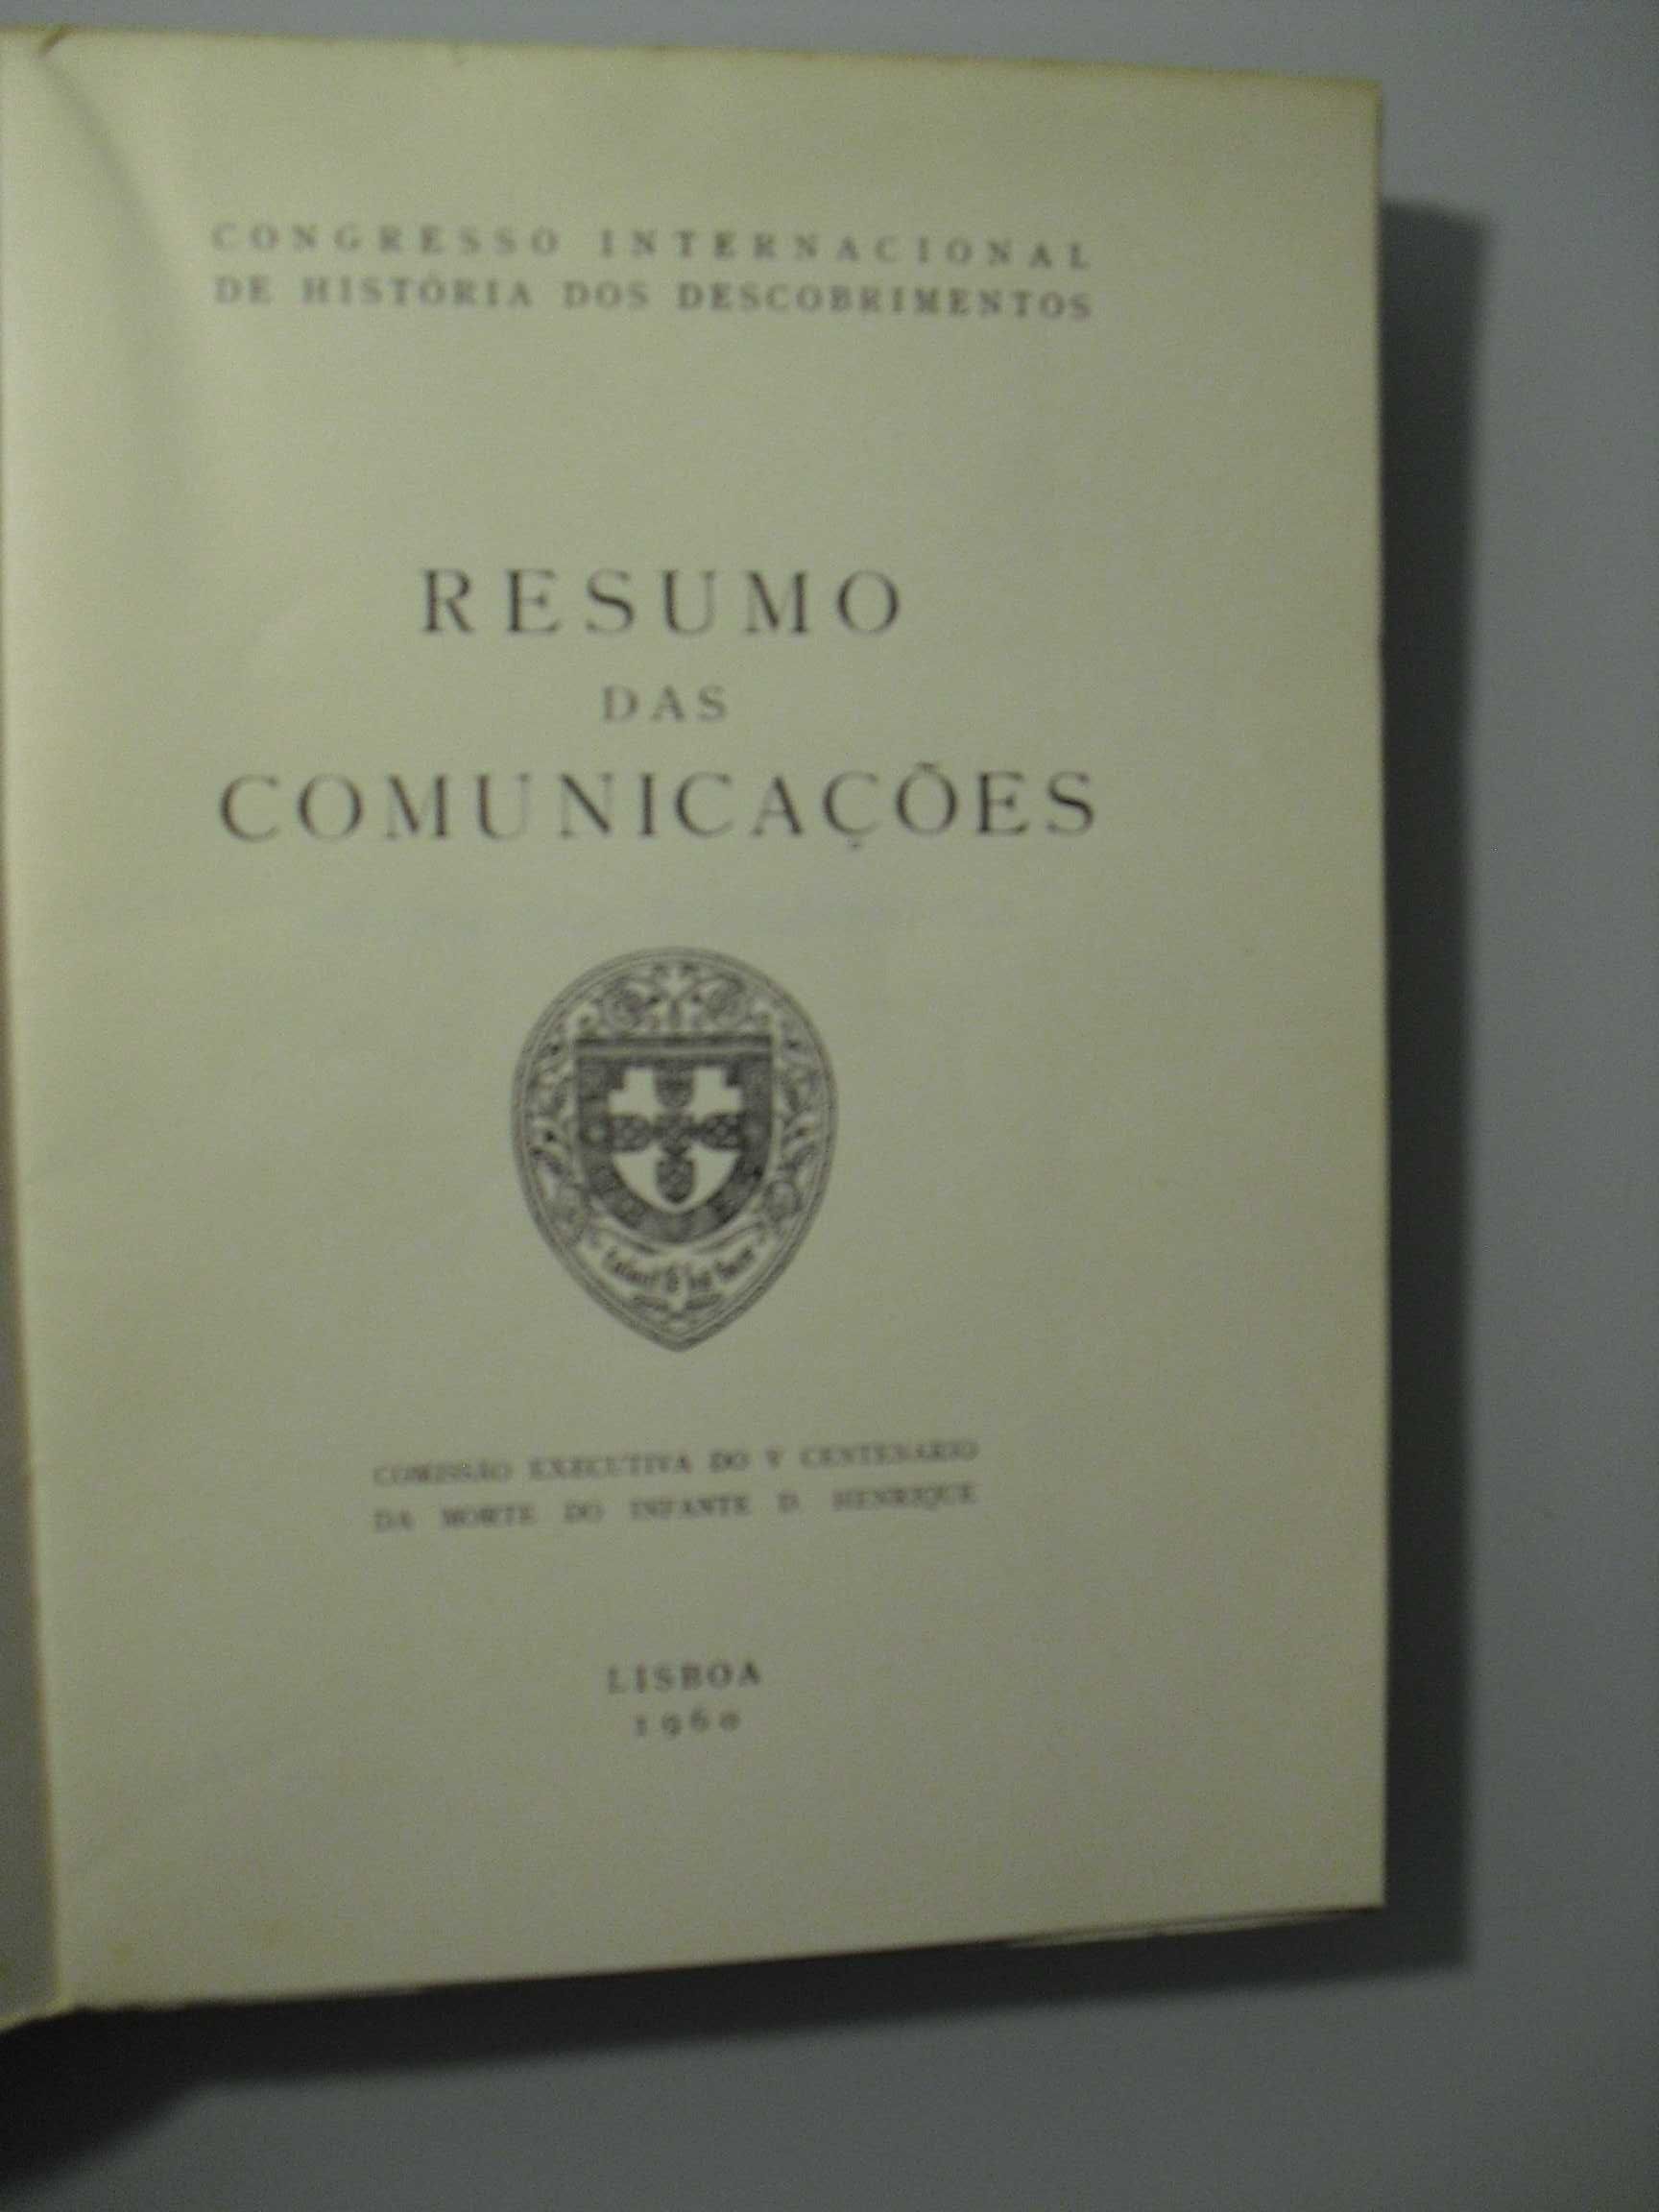 CONGRESSO INTERNACIONAL
DE HISTÓRIA DOS DESCOBRIMENTOS
RESUMO
DAS
COMUNICAÇÕES
COMISSÃO EXECUTIVA DO V CENTENÁRIO
DA MORTE DO INFANTE D. HENRIQUE
LISBOA
1960